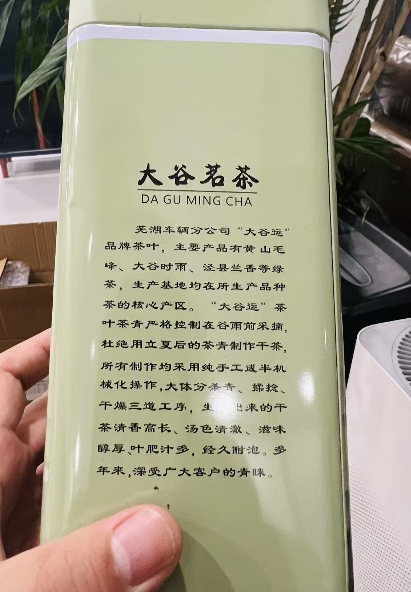 大谷茗茶
DA GU MING CHA
芜湖车辆分公司“大谷运”
品牌茶叶，主要产品有黄山毛
峰、大谷时雨、泾县兰香等绿
茶，生产基地均在所生产品种
茶的核心产区。“大谷运”茶
叶茶青严格控制在谷雨前采摘，
杜绝用立夏后的茶青制作干茶，
所有制作均采用纯手工或半机
械化操作，大体分杀青、揉捻、
干燥三道工序，生产出来的干
茶清香高长、汤色清澈、滋味
醇厚、叶肥汁多，经久耐泡。多
年来，深受广大客户的青睐。